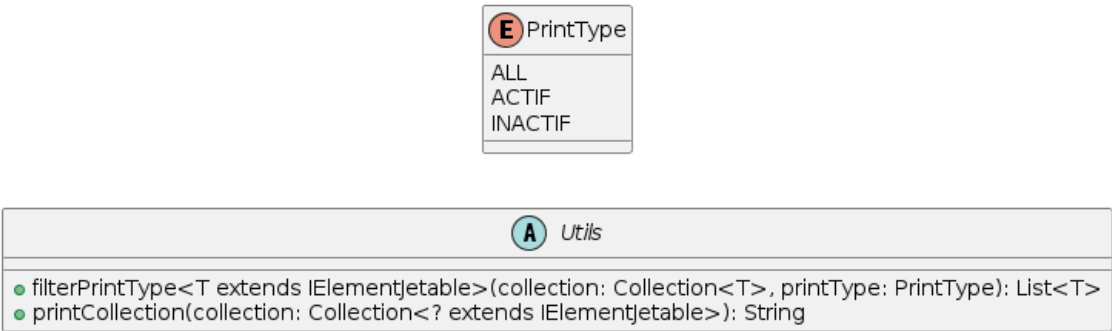 E PrintType
ALL
ACTIF
INACTIF
A Utils
filterPrintType<T extends IElementJetable>(collection: Collection<T>, printType: PrintType): List<T>
printCollection(collection: Collection<? extends IElementJetable>): String